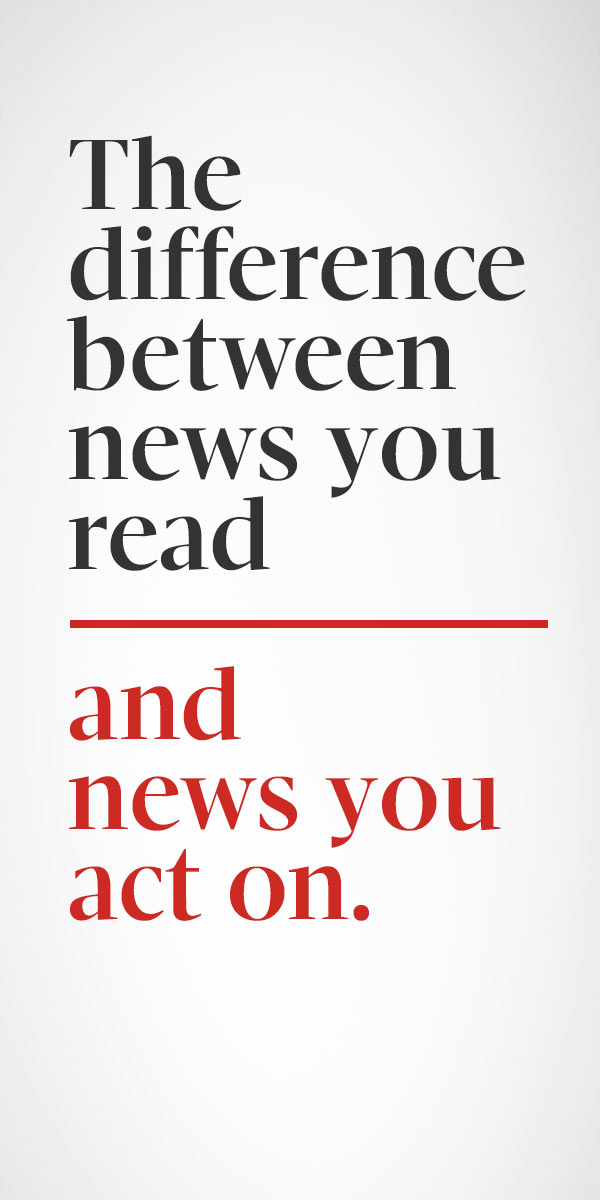 The
difference
between
news you
read
and
news you
act on.